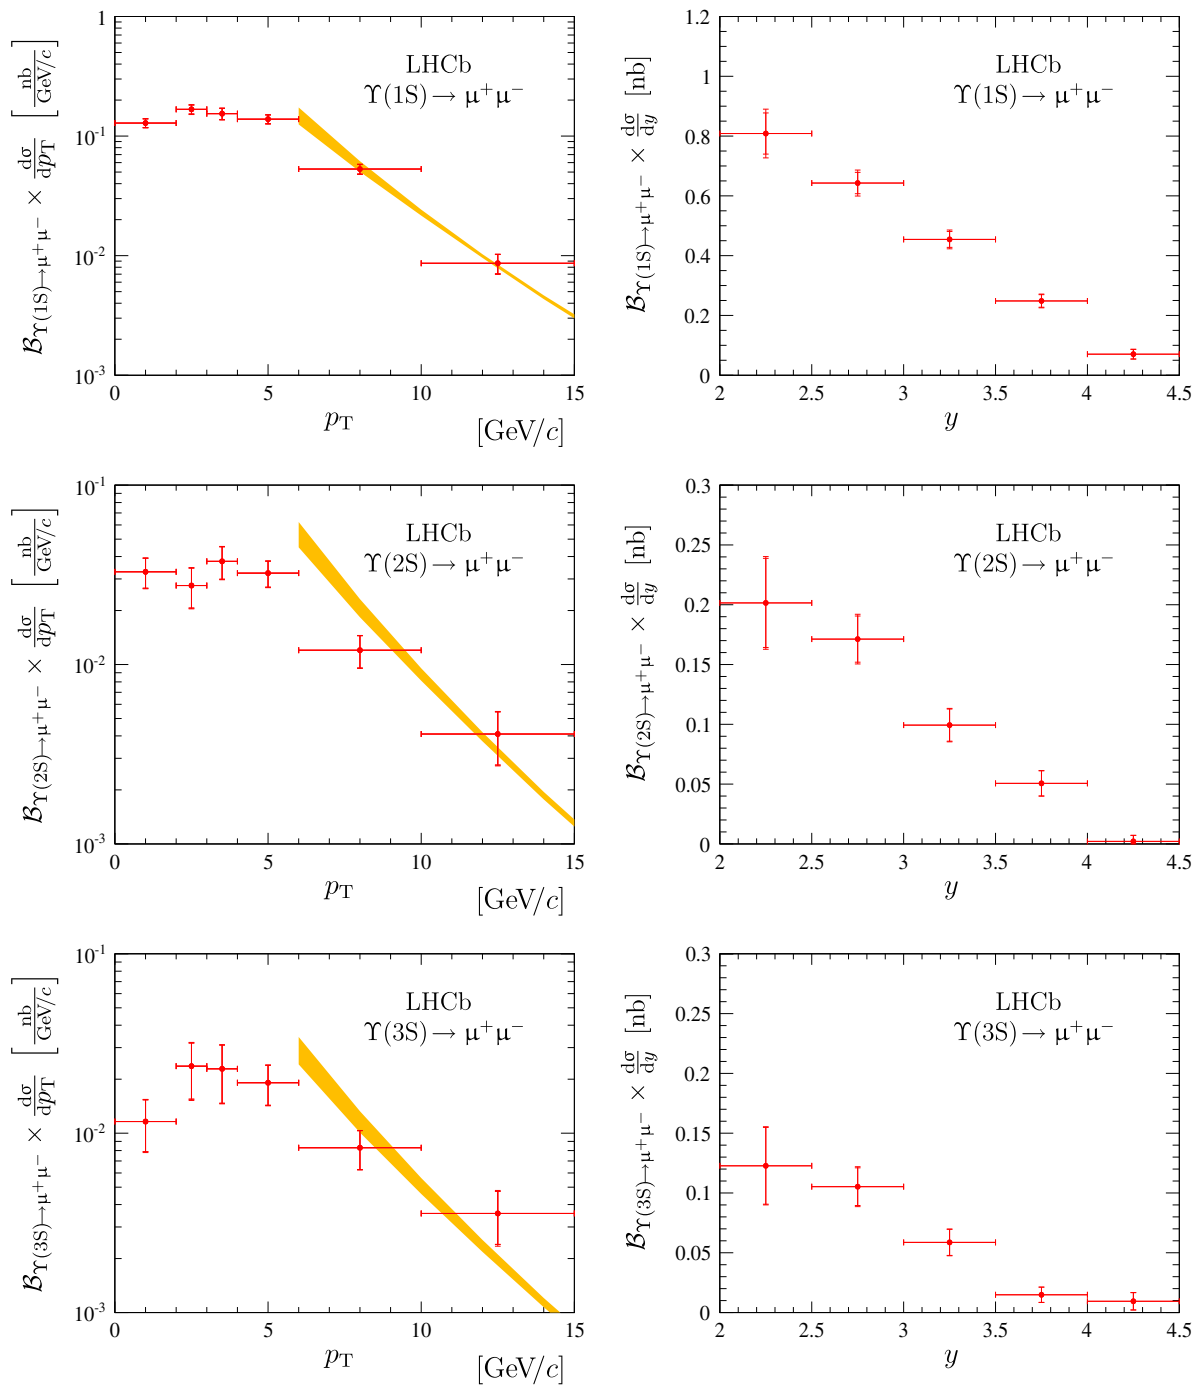 B_{ϒ(1S)→μ⁺μ⁻} × dσ/dp_T [nb/(GeV/c)]
1
10⁻¹
10⁻²
10⁻³
LHCb
ϒ(1S)→ μ⁺μ⁻
0 5 10 15
p_T
[GeV/c]
B_{ϒ(1S)→μ⁺μ⁻} × dσ/dy [nb]
1.2
1
0.8
0.6
0.4
0.2
0
LHCb
ϒ(1S)→ μ⁺μ⁻
2 2.5 3 3.5 4 4.5
y
B_{ϒ(2S)→μ⁺μ⁻} × dσ/dp_T [nb/(GeV/c)]
10⁻¹
10⁻²
10⁻³
LHCb
ϒ(2S)→ μ⁺μ⁻
0 5 10 15
p_T
[GeV/c]
B_{ϒ(2S)→μ⁺μ⁻} × dσ/dy [nb]
0.3
0.25
0.2
0.15
0.1
0.05
0
LHCb
ϒ(2S)→ μ⁺μ⁻
2 2.5 3 3.5 4 4.5
y
B_{ϒ(3S)→μ⁺μ⁻} × dσ/dp_T [nb/(GeV/c)]
10⁻¹
10⁻²
10⁻³
LHCb
ϒ(3S)→ μ⁺μ⁻
0 5 10 15
p_T
[GeV/c]
B_{ϒ(3S)→μ⁺μ⁻} × dσ/dy [nb]
0.3
0.25
0.2
0.15
0.1
0.05
0
LHCb
ϒ(3S)→ μ⁺μ⁻
2 2.5 3 3.5 4 4.5
y